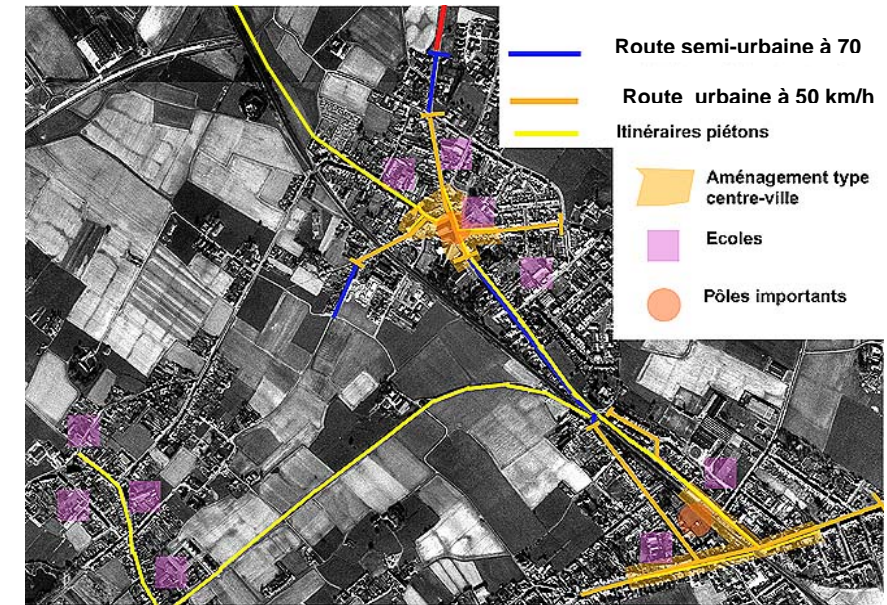 Route semi-urbaine à 70
Route urbaine à 50 km/h
Itinéraires piétons
Aménagement type
centre-ville
Ecoles
Pôles importants